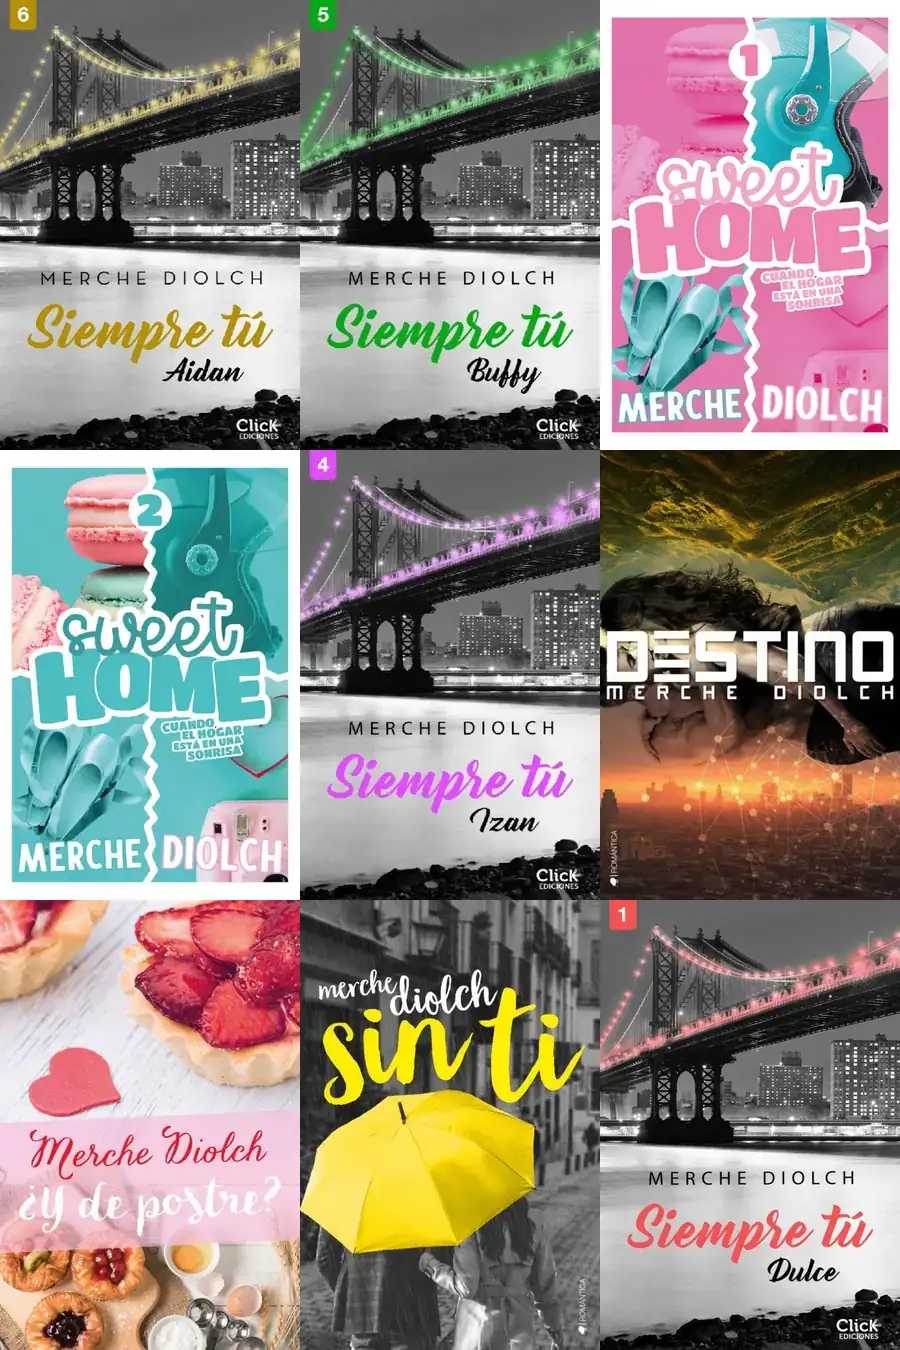 6
MERCHE DIOLCH
Siempre tú
Aidan
Click
EDICIONES
5
MERCHE DIOLCH
Siempre tú
Buffy
Click
EDICIONES
1
sweet
HOME
CUANDO
EL HOGAR
ESTÁ EN UNA
SONRISA
MERCHE DIOLCH
2
sweet
HOME
CUANDO
EL HOGAR
ESTÁ EN UNA
SONRISA
MERCHE DIOLCH
4
MERCHE DIOLCH
Siempre tú
Izan
Click
EDICIONES
DESTINO
MERCHE DIOLCH
ROMÁNTICA
Merche Diolch
¿Y de postre?
merche diolch
sin ti
ROMÁNTICA
1
MERCHE DIOLCH
Siempre tú
Dulce
Click
EDICIONES